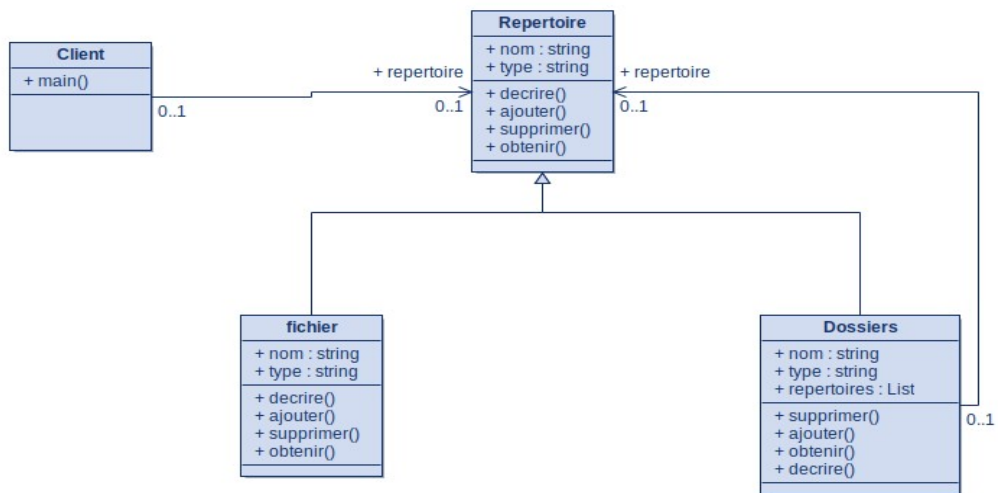 Client
+ main()
0..1
+ repertoire
0..1
Repertoire
+ nom : string
+ type : string
+ decrire()
+ ajouter()
+ supprimer()
+ obtenir()
+ repertoire
0..1
fichier
+ nom : string
+ type : string
+ decrire()
+ ajouter()
+ supprimer()
+ obtenir()
Dossiers
+ nom : string
+ type : string
+ repertoires : List
+ supprimer()
+ ajouter()
+ obtenir()
+ decrire()
0..1